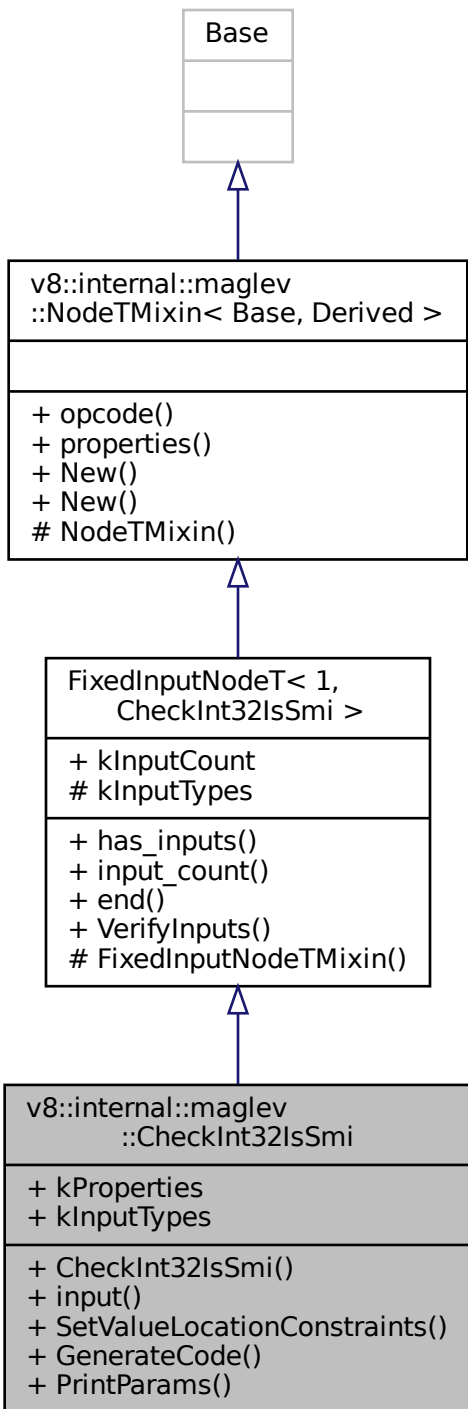 Base
v8::internal::maglev
::NodeTMixin< Base, Derived >
+ opcode()
+ properties()
+ New()
+ New()
# NodeTMixin()
FixedInputNodeT< 1,
CheckInt32IsSmi >
+ kInputCount
# kInputTypes
+ has_inputs()
+ input_count()
+ end()
+ VerifyInputs()
# FixedInputNodeTMixin()
v8::internal::maglev
::CheckInt32IsSmi
+ kProperties
+ kInputTypes
+ CheckInt32IsSmi()
+ input()
+ SetValueLocationConstraints()
+ GenerateCode()
+ PrintParams()